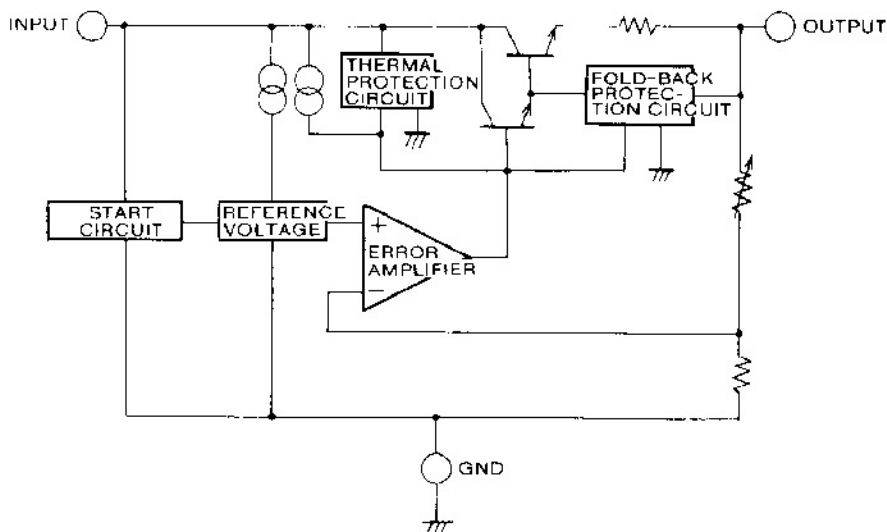 INPUT
OUTPUT
THERMAL
PROTECTION
CIRCUIT
FOLD-BACK
PROTEC-
TION CIRCUIT
START
CIRCUIT
REFERENCE
VOLTAGE
+
ERROR
AMPLIFIER
−
GND